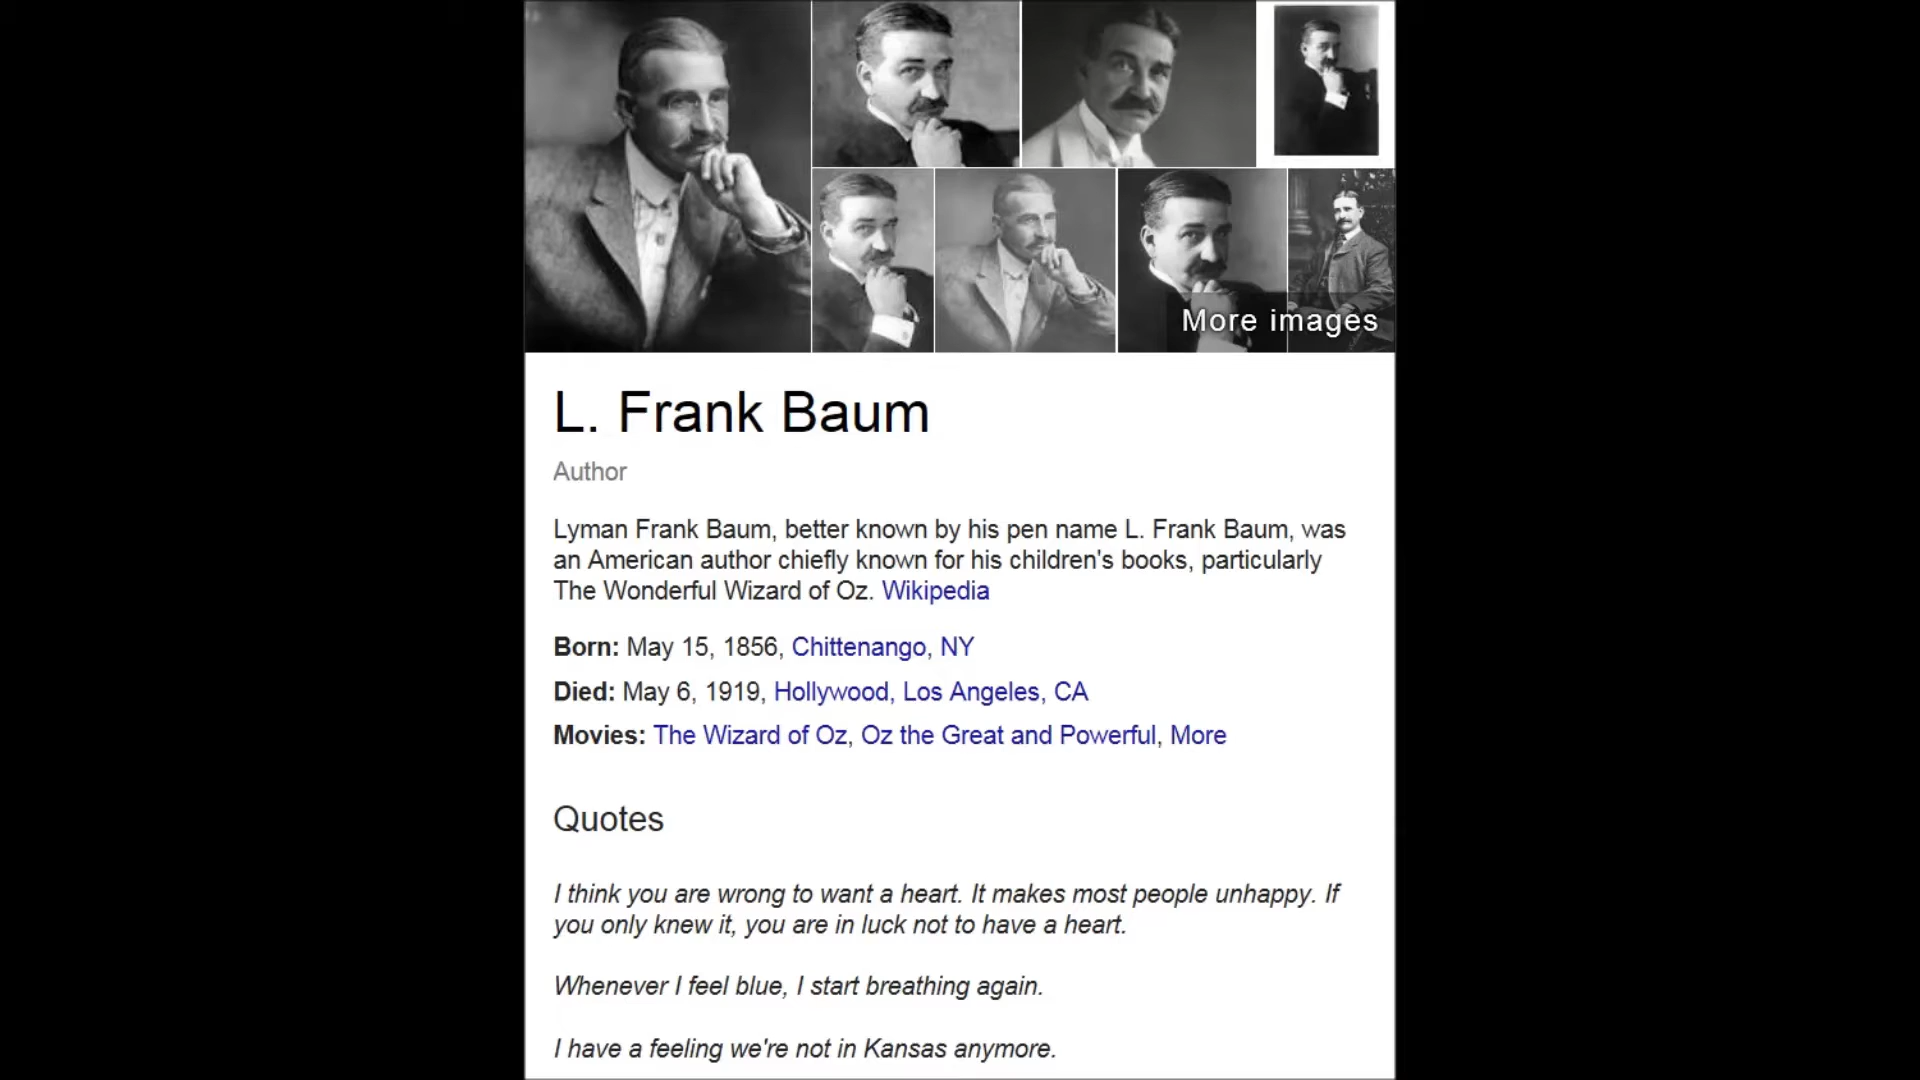 More images
L. Frank Baum
Author
Lyman Frank Baum, better known by his pen name L. Frank Baum, was
an American author chiefly known for his children's books, particularly
The Wonderful Wizard of Oz. Wikipedia
Born: May 15, 1856, Chittenango, NY
Died: May 6, 1919, Hollywood, Los Angeles, CA
Movies: The Wizard of Oz, Oz the Great and Powerful, More
Quotes
I think you are wrong to want a heart. It makes most people unhappy. If
you only knew it, you are in luck not to have a heart.
Whenever I feel blue, I start breathing again.
I have a feeling we're not in Kansas anymore.